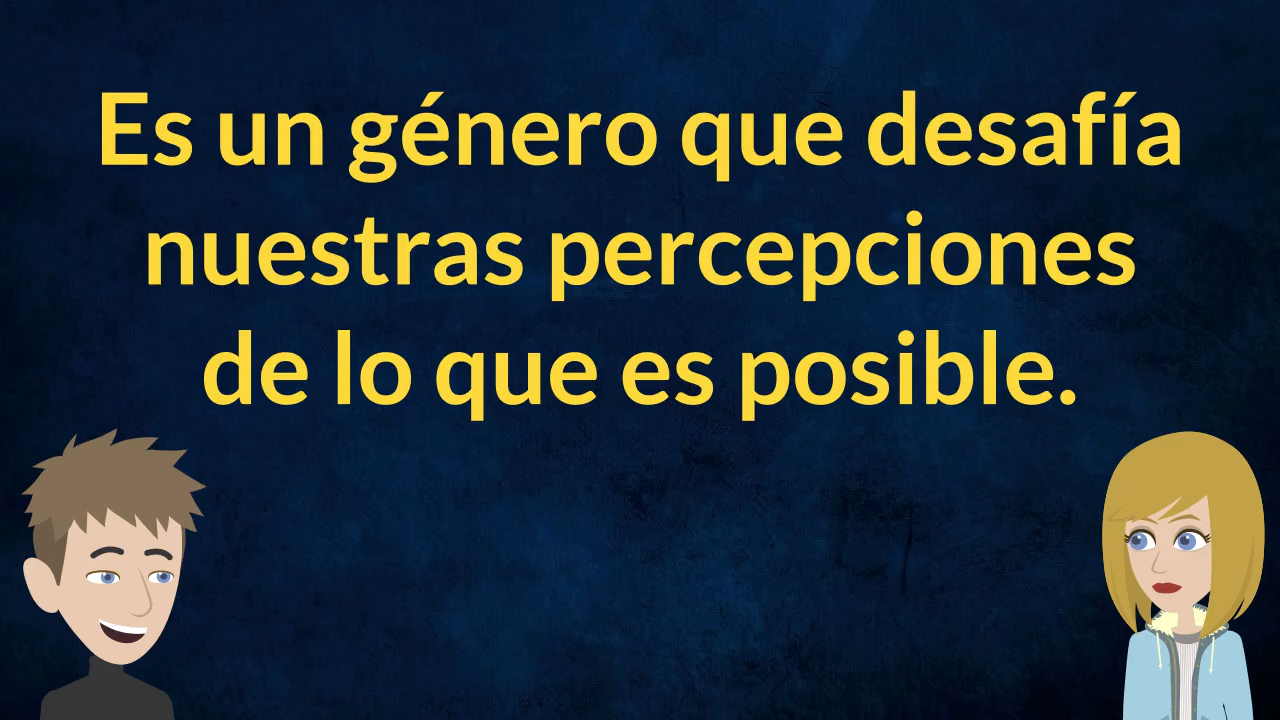 Es un género que desafía
nuestras percepciones
de lo que es posible.